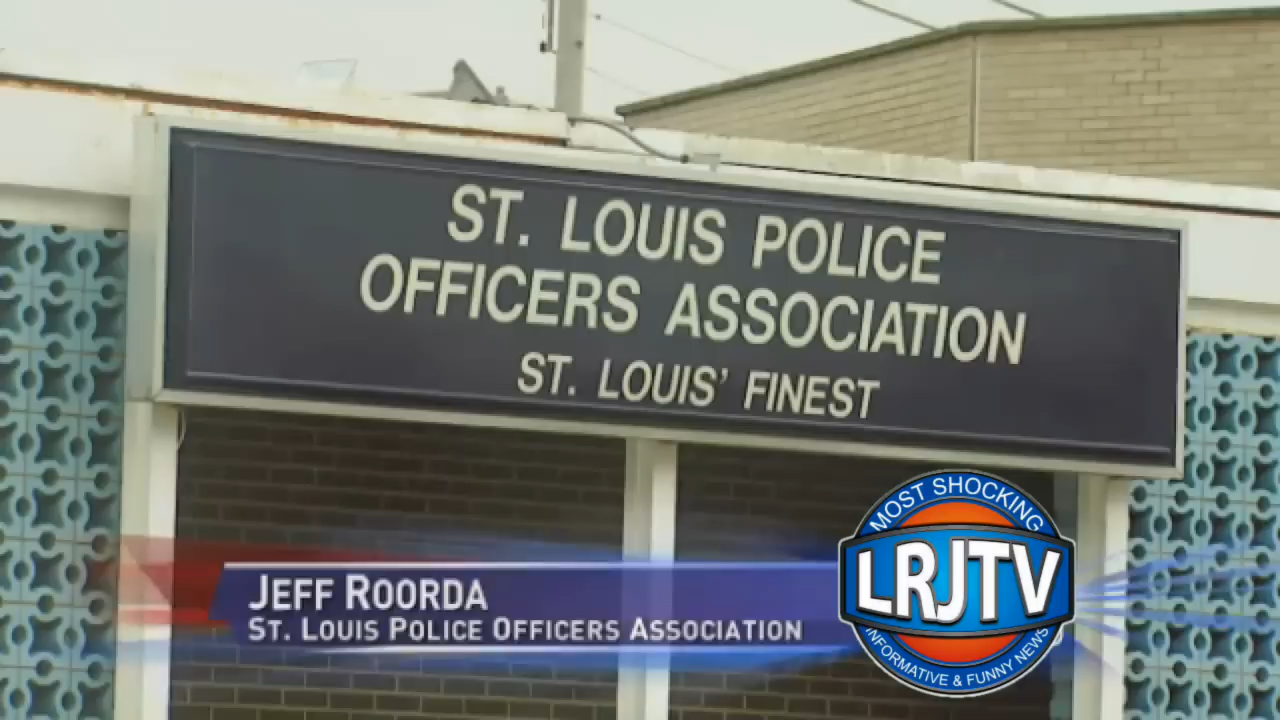 ST. LOUIS POLICE
OFFICERS ASSOCIATION
ST. LOUIS' FINEST
JEFF ROORDA
ST. LOUIS POLICE OFFICERS ASSOCIATION
MOST SHOCKING
LRJTV
INFORMATIVE & FUNNY NEWS